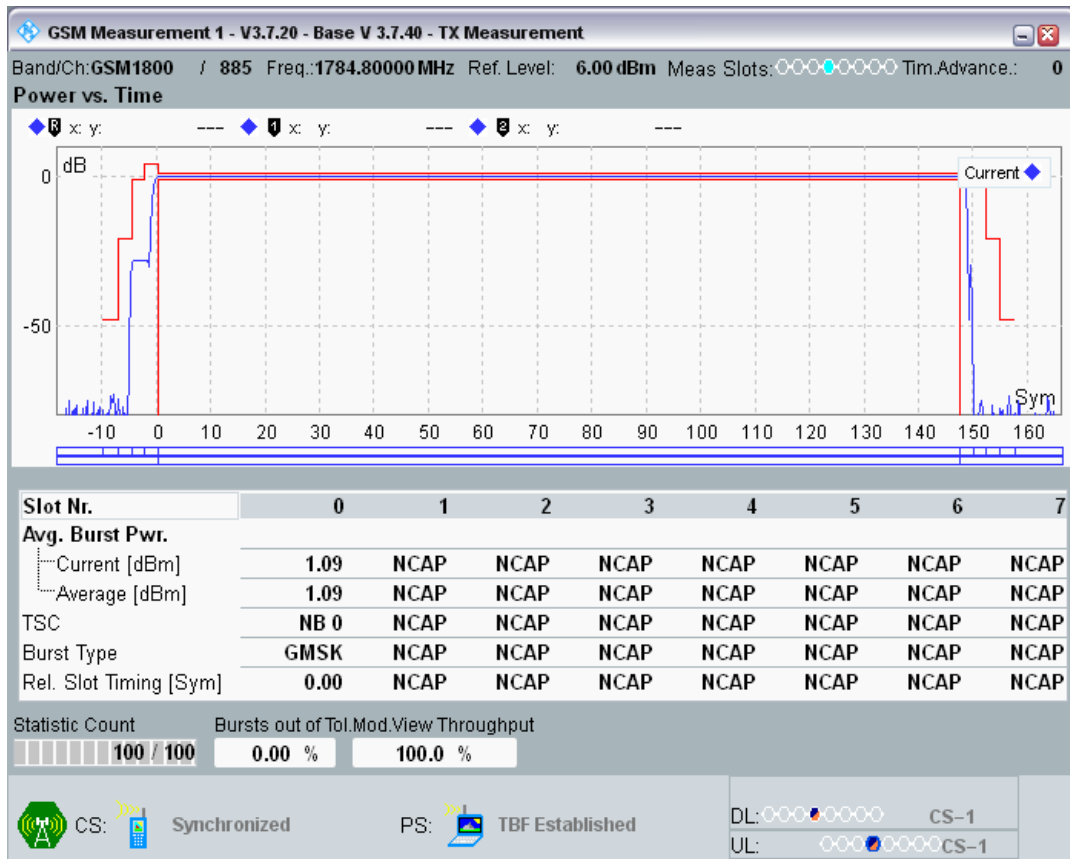 GSM Measurement 1 - V3.7.20 - Base V 3.7.40 - TX Measurement
Band/Ch:GSM1800 / 885 Freq.:1784.80000 MHz Ref. Level: 6.00 dBm Meas Slots: Tim.Advance.: 0
Power vs. Time
R x: y: --- 1 x: y: --- 2 x: y: ---
dB
Current
0
-50
Sym
-10 0 10 20 30 40 50 60 70 80 90 100 110 120 130 140 150 160
Slot Nr. 0 1 2 3 4 5 6 7
Avg. Burst Pwr.
Current [dBm] 1.09 NCAP NCAP NCAP NCAP NCAP NCAP NCAP
Average [dBm] 1.09 NCAP NCAP NCAP NCAP NCAP NCAP NCAP
TSC NB 0 NCAP NCAP NCAP NCAP NCAP NCAP NCAP
Burst Type GMSK NCAP NCAP NCAP NCAP NCAP NCAP NCAP
Rel. Slot Timing [Sym] 0.00 NCAP NCAP NCAP NCAP NCAP NCAP NCAP
Statistic Count Bursts out of Tol.Mod.View Throughput
100 / 100 0.00 % 100.0 %
CS: Synchronized PS: TBF Established DL: CS-1
UL: CS-1